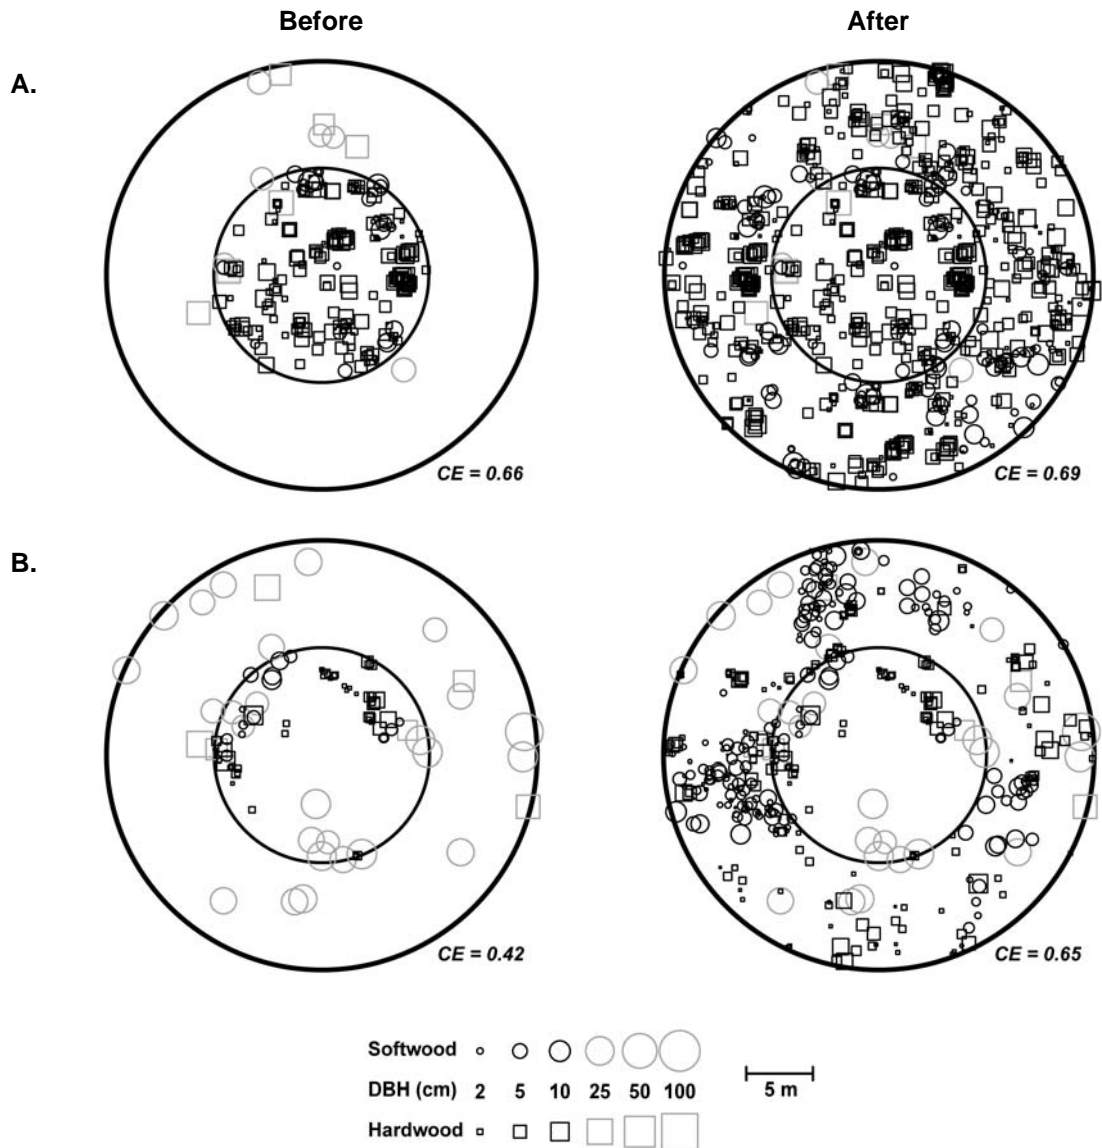 Before After
A.
CE = 0.66 CE = 0.69
B.
CE = 0.42 CE = 0.65
Softwood
DBH (cm) 2 5 10 25 50 100 5 m
Hardwood